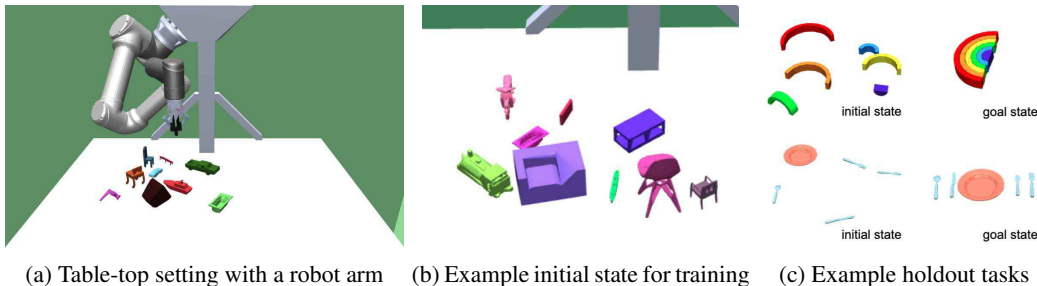 initial state
goal state
initial state
goal state
(a) Table-top setting with a robot arm
(b) Example initial state for training
(c) Example holdout tasks